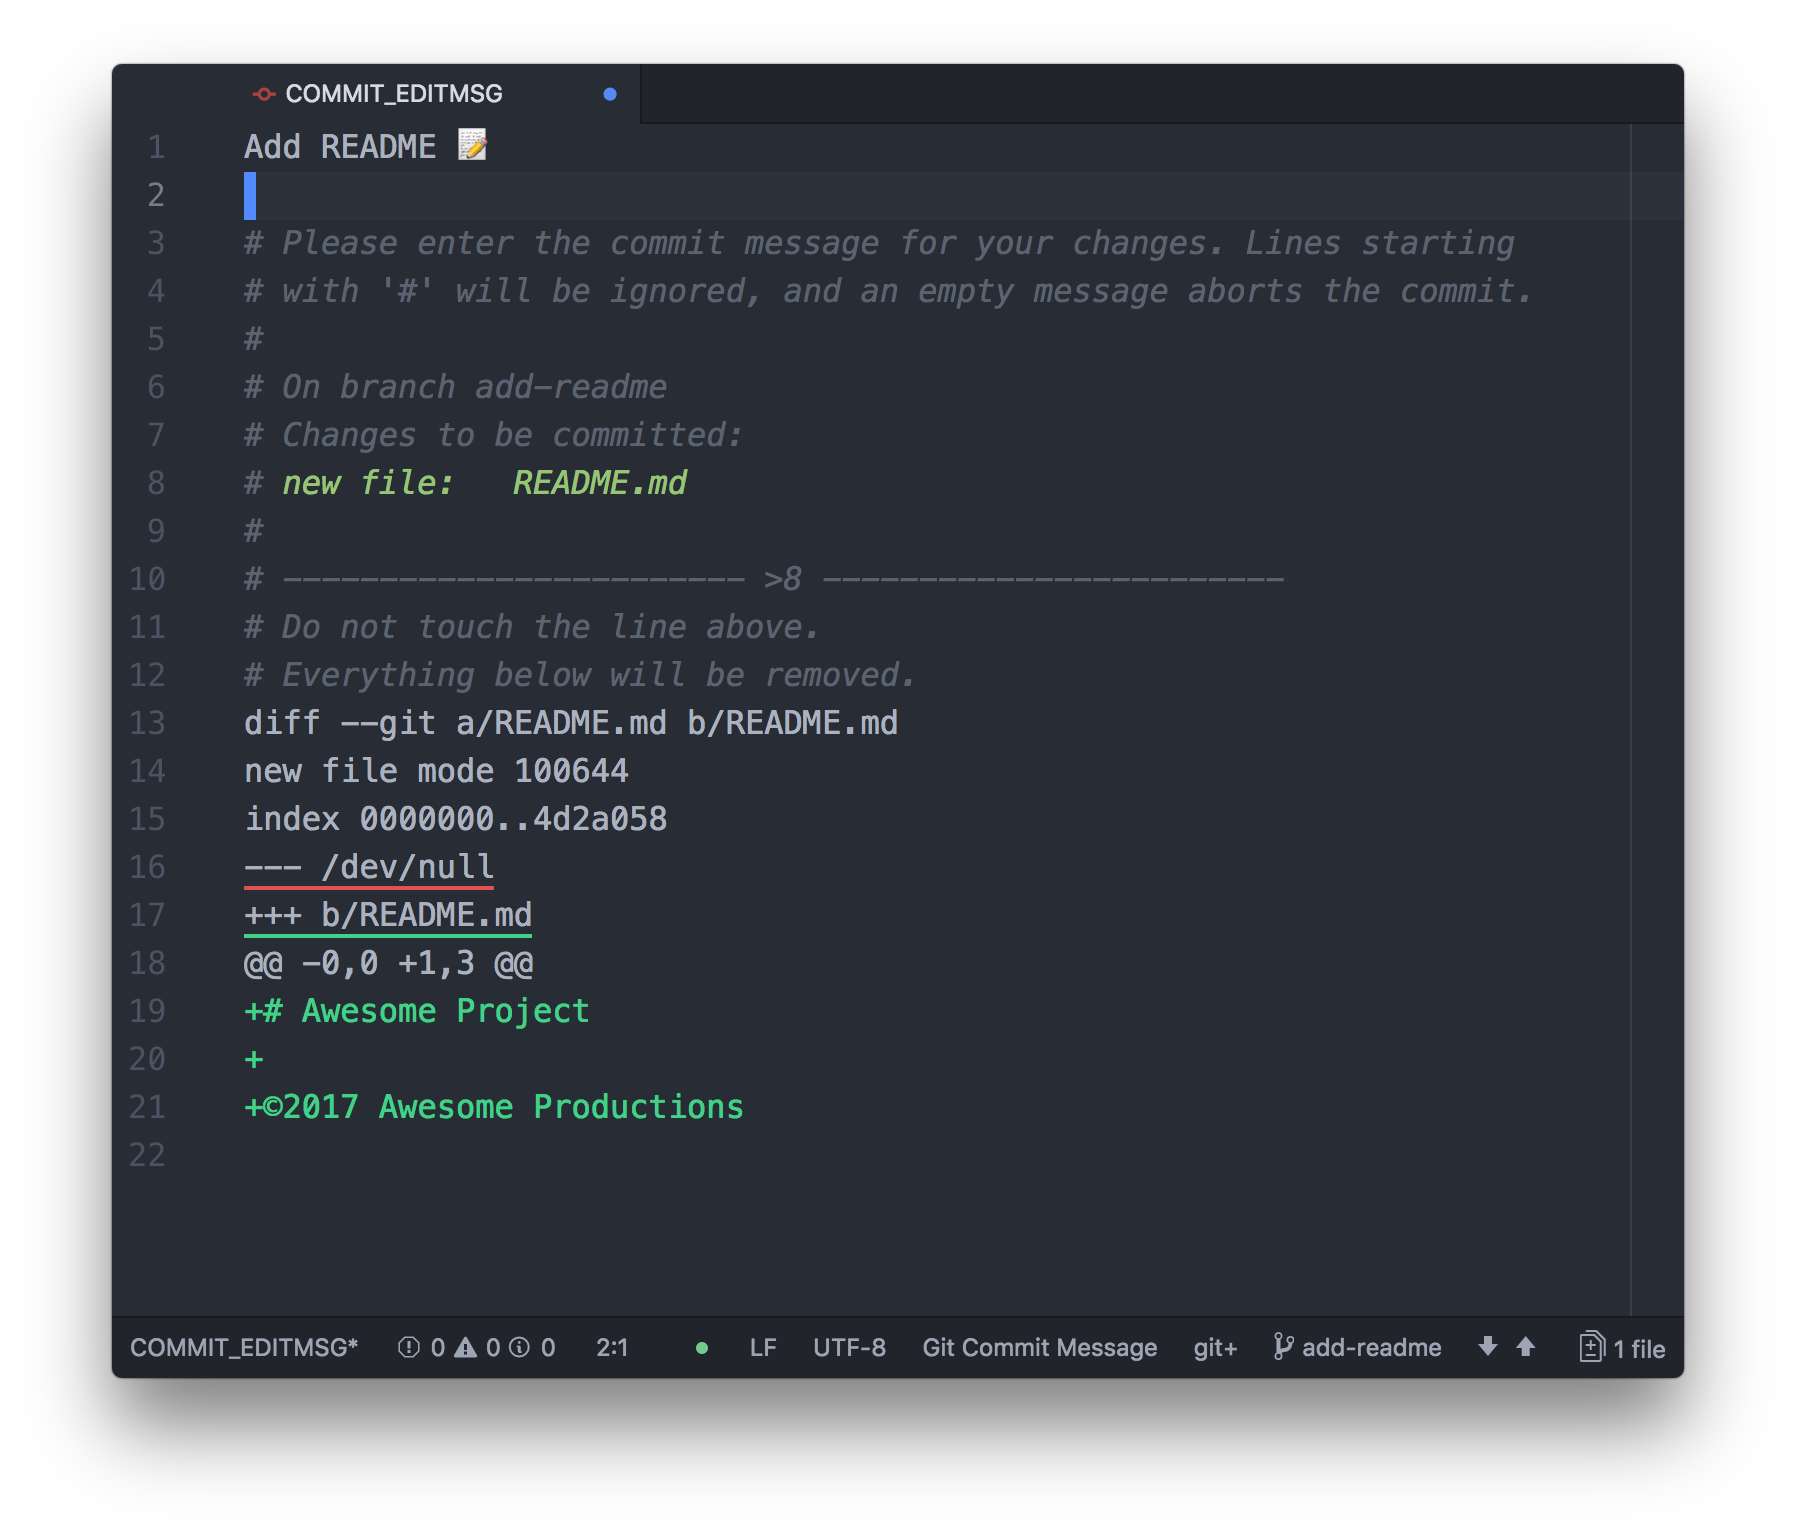 COMMIT_EDITMSG
1 Add README 📝
2
3 # Please enter the commit message for your changes. Lines starting
4 # with '#' will be ignored, and an empty message aborts the commit.
5 #
6 # On branch add-readme
7 # Changes to be committed:
8 # new file:   README.md
9 #
10 # ------------------------ >8 ------------------------
11 # Do not touch the line above.
12 # Everything below will be removed.
13 diff --git a/README.md b/README.md
14 new file mode 100644
15 index 0000000..4d2a058
16 --- /dev/null
17 +++ b/README.md
18 @@ -0,0 +1,3 @@
19 +# Awesome Project
20 +
21 +©2017 Awesome Productions
22
COMMIT_EDITMSG* 0 0 0 2:1 LF UTF-8 Git Commit Message git+ add-readme 1 file